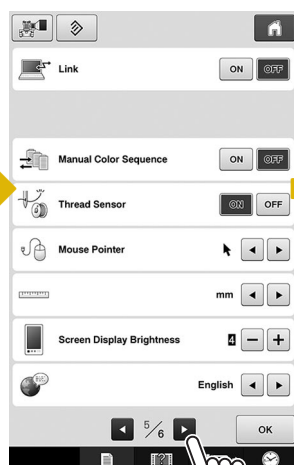 Link ON OFF
Manual Color Sequence ON OFF
Thread Sensor ON OFF
Mouse Pointer
mm
Screen Display Brightness 4 − +
English
5/6 OK